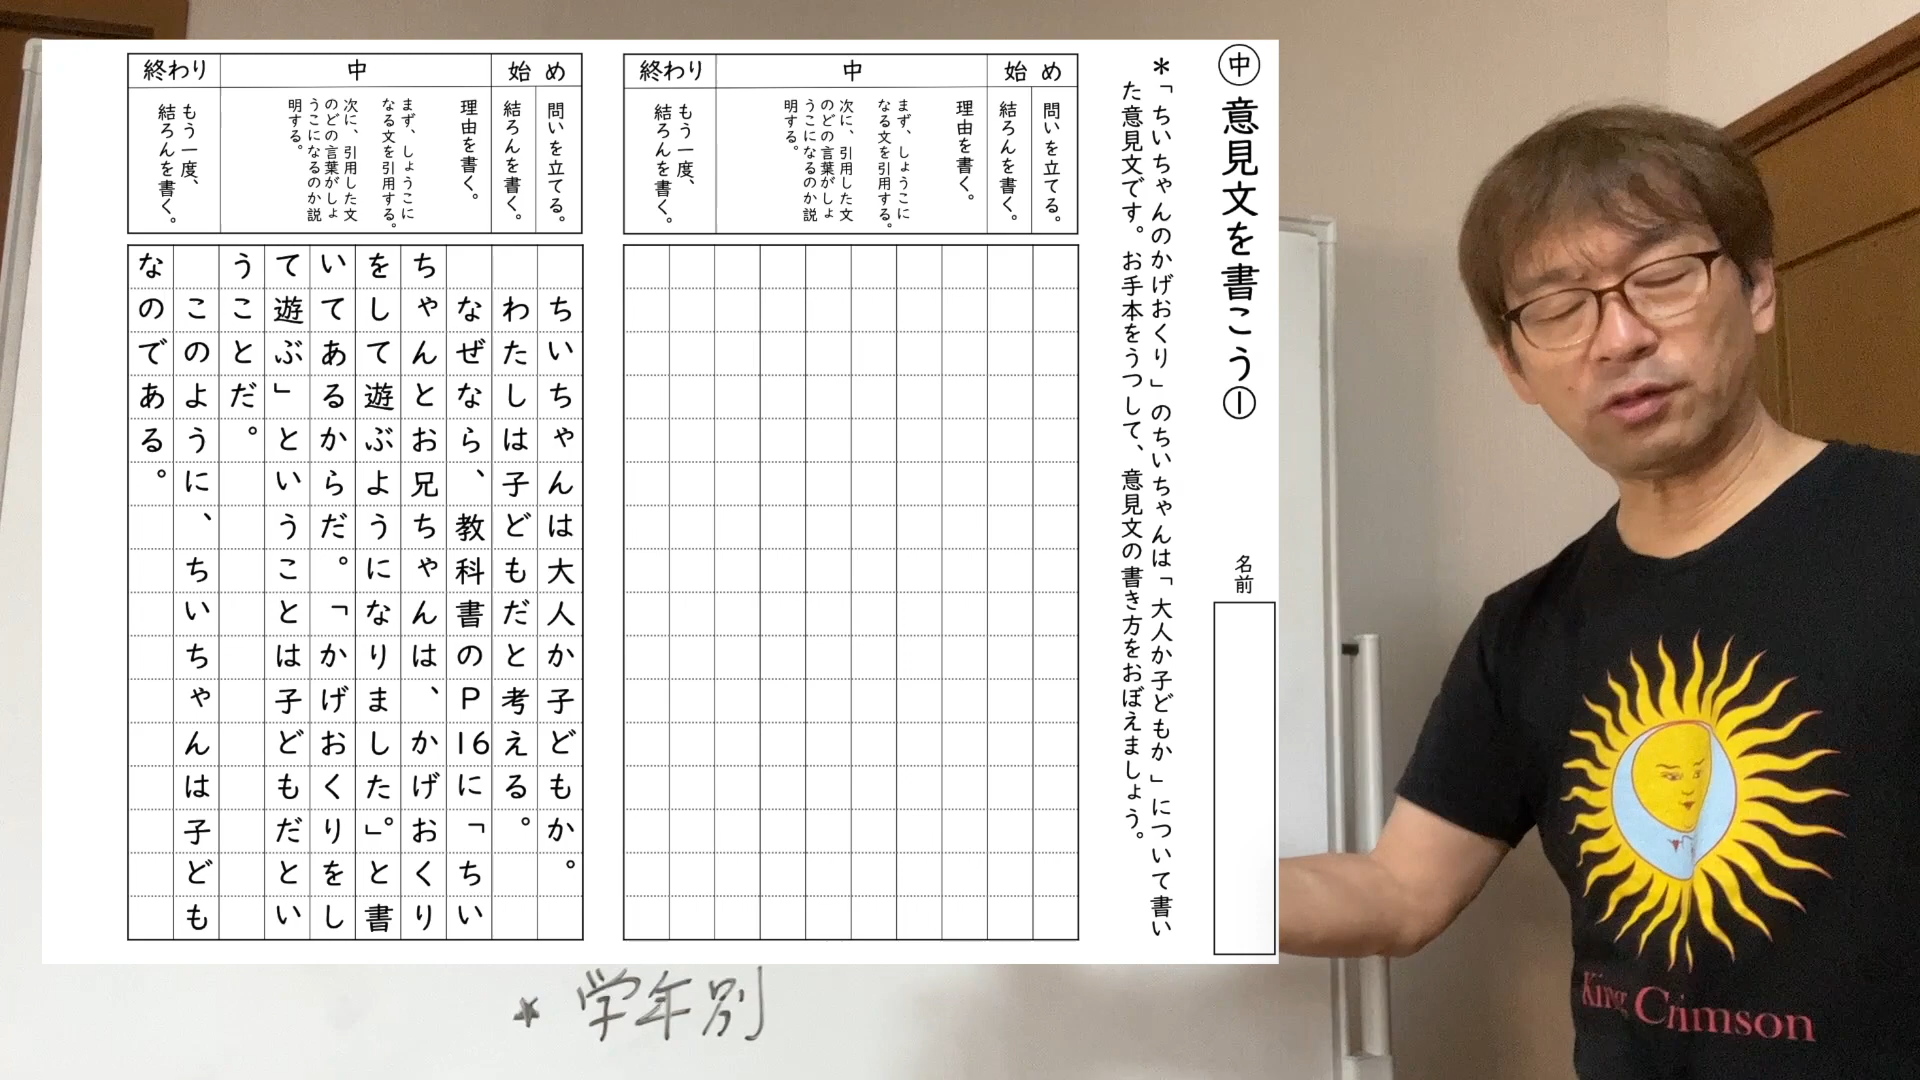 ㊥意見文を書こう①
名前
*「ちいちゃんのかげおくり」のちいちゃんは「大人か子どもか」について書い
た意見文です。お手本をうつして、意見文の書き方をおぼえましょう。
始め
中
終わり
問いを立てる。
結ろんを書く。
理由を書く。
まず、しょうこに
なる文を引用する。
次に、引用した文
のどの言葉がしょ
うこになるのか説
明する。
もう一度、
結ろんを書く。
始め
中
終わり
問いを立てる。
結ろんを書く。
理由を書く。
まず、しょうこに
なる文を引用する。
次に、引用した文
のどの言葉がしょ
うこになるのか説
明する。
もう一度、
結ろんを書く。
ちいちゃんは大人か子どもか。
わたしは子どもだと考える。
なぜなら、教科書のP16に「ちい
ちゃんとお兄ちゃんは、かげおくり
をして遊ぶようになりました。」と書
いてあるからだ。「かげおくりをし
て遊ぶ」ということは子どもだとい
うことだ。
このように、ちいちゃんは子ども
なのである。
*学年別
King Crimson